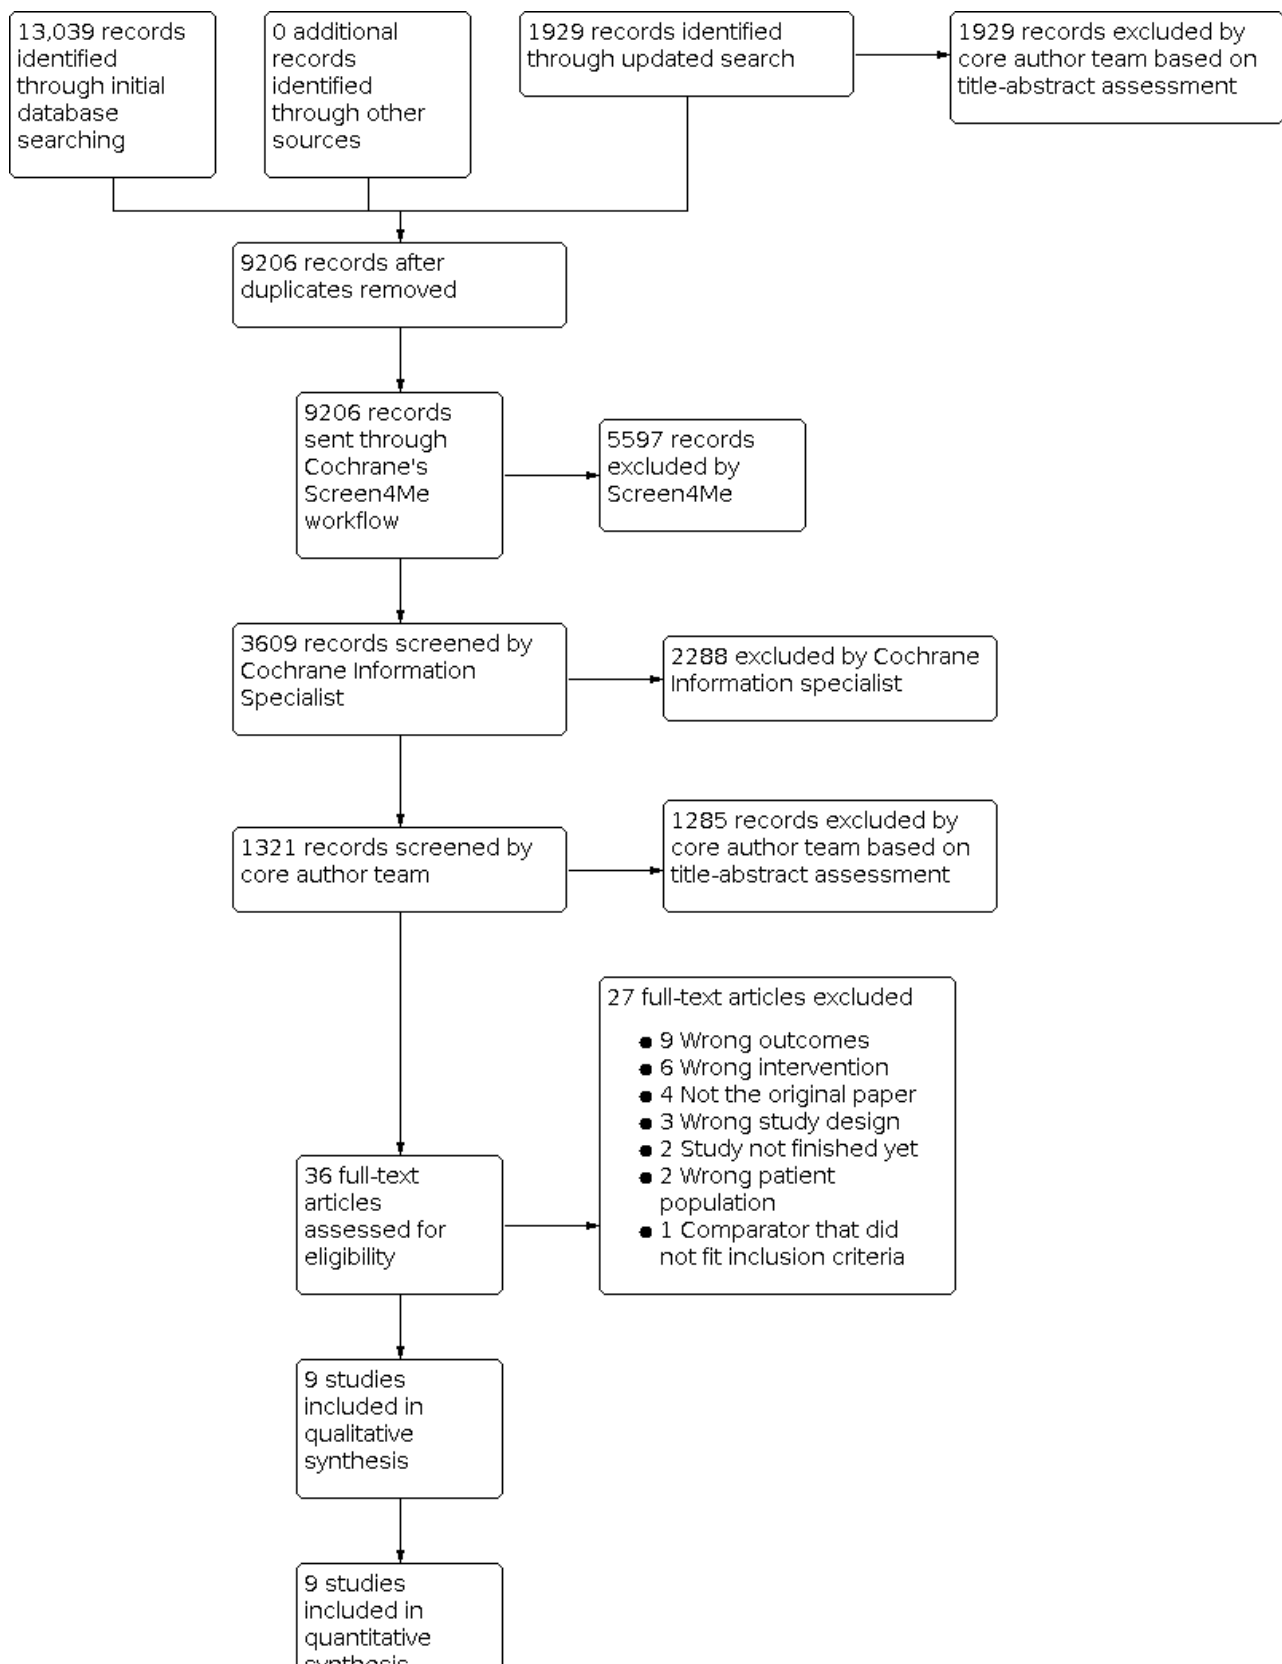 13,039 records
identified
through initial
database
searching
0 additional
records
identified
through other
sources
1929 records identified
through updated search
1929 records excluded by
core author team based on
title-abstract assessment
9206 records after
duplicates removed
9206 records
sent through
Cochrane's
Screen4Me
workflow
5597 records
excluded by
Screen4Me
3609 records screened by
Cochrane Information
Specialist
2288 excluded by Cochrane
Information specialist
1321 records screened by
core author team
1285 records excluded by
core author team based on
title-abstract assessment
36 full-text
articles
assessed for
eligibility
27 full-text articles excluded
● 9 Wrong outcomes
● 6 Wrong intervention
● 4 Not the original paper
● 3 Wrong study design
● 2 Study not finished yet
● 2 Wrong patient
population
● 1 Comparator that did
not fit inclusion criteria
9 studies
included in
qualitative
synthesis
9 studies
included in
quantitative
synthesis